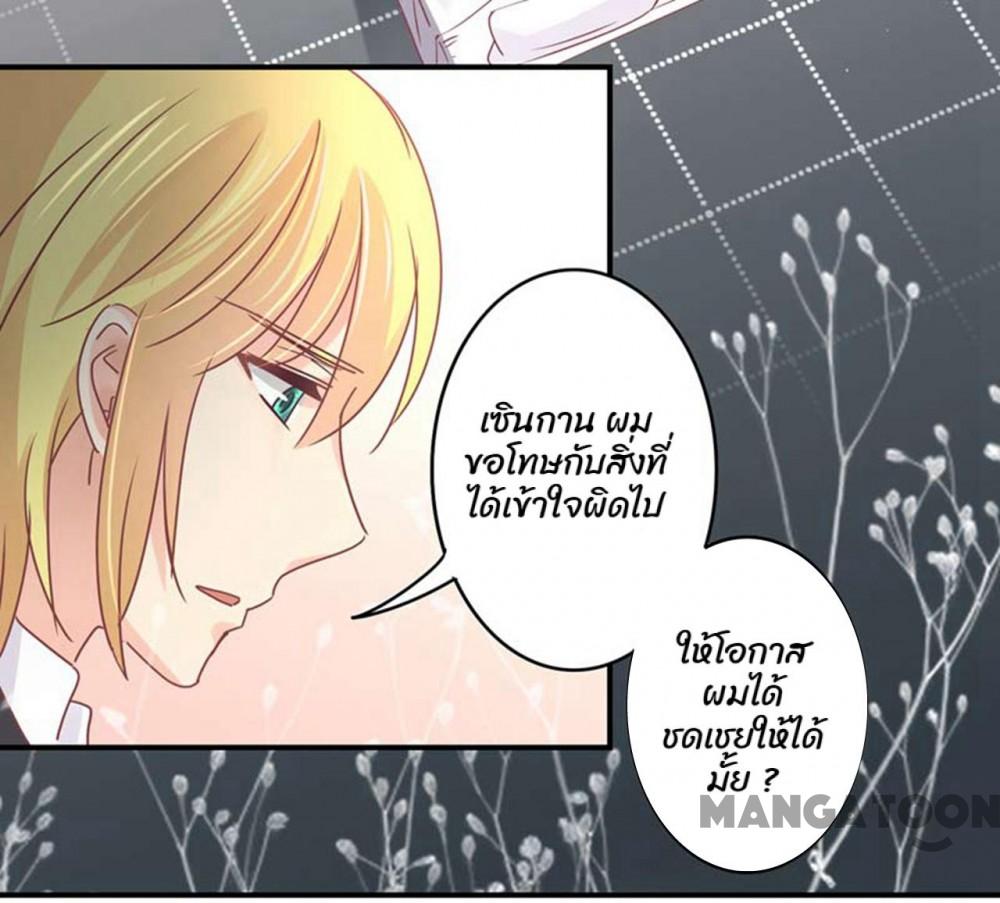 เซินกาน ผม
ขอโทษกับสิ่งที่
ได้เข้าใจผิดไป
ให้โอกาส
ผมได้
ชดเชยให้ได้
มั้ย ?
MANGATOON